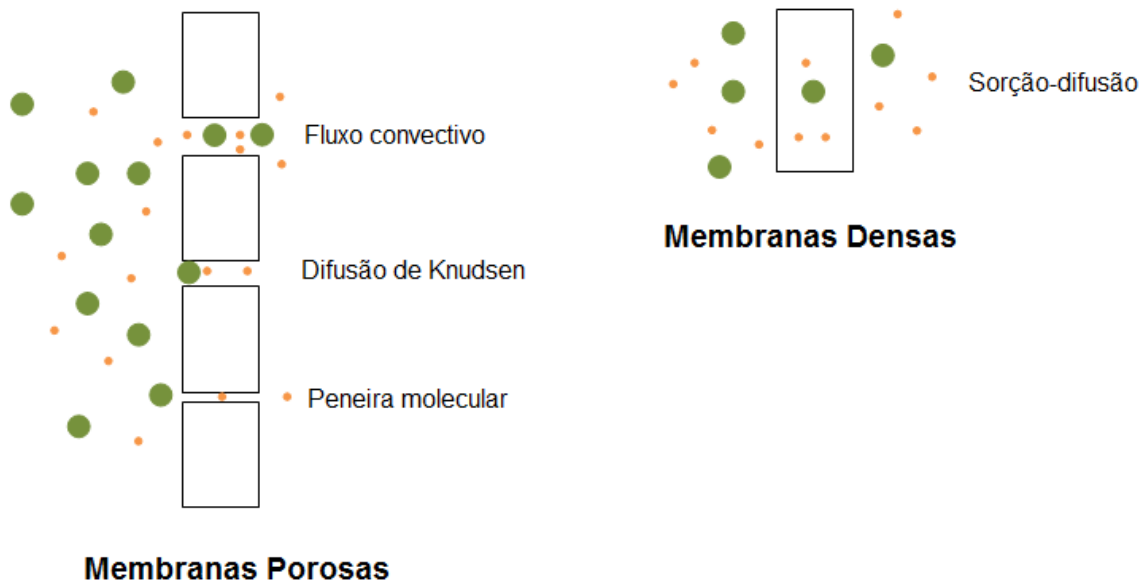 Fluxo convectivo
Difusão de Knudsen
Peneira molecular
Membranas Porosas
Sorção-difusão
Membranas Densas